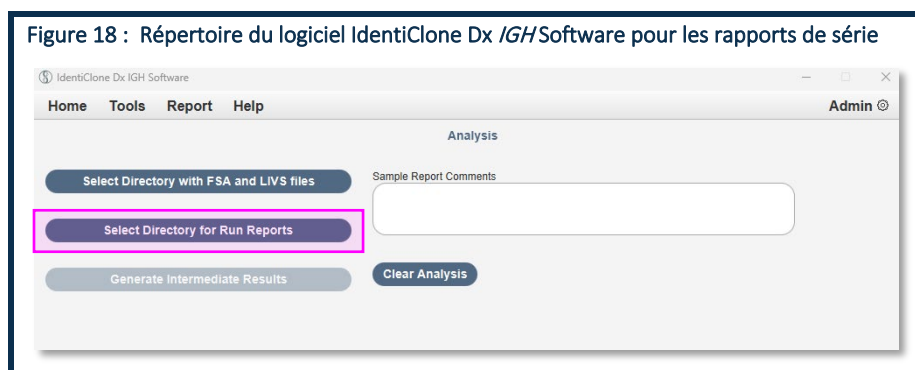 Figure 18 : Répertoire du logiciel IdentiClone Dx IGH Software pour les rapports de série
IdentiClone Dx IGH Software
Home Tools Report Help Admin
Analysis
Select Directory with FSA and LIVS files
Sample Report Comments
Select Directory for Run Reports
Generate Intermediate Results
Clear Analysis